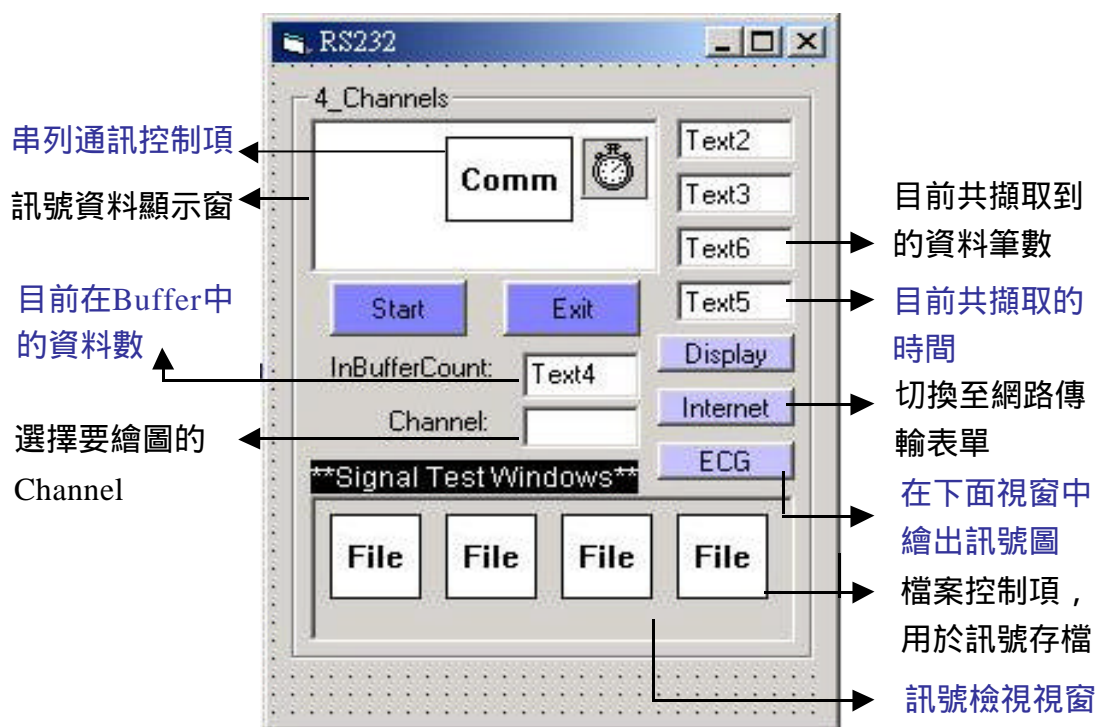 RS232
4_Channels
串列通訊控制項
訊號資料顯示窗
目前在Buffer中
的資料數
選擇要繪圖的
Channel
Comm
Text2
Text3
Text6
Text5
Start
Exit
Display
InBufferCount:
Text4
Internet
Channel:
ECG
**Signal Test Windows**
File
File
File
File
目前共擷取到
的資料筆數
目前共擷取的
時間
切換至網路傳
輸表單
在下面視窗中
繪出訊號圖
檔案控制項，
用於訊號存檔
訊號檢視視窗